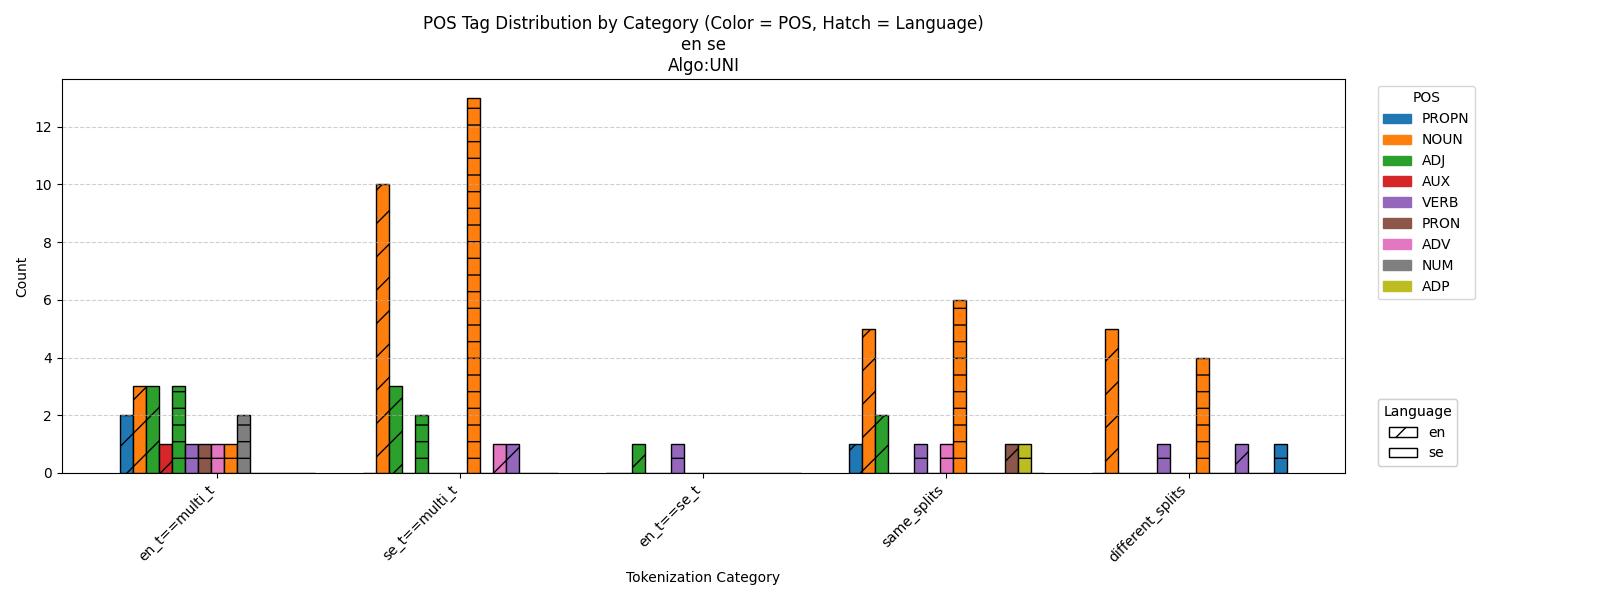 POS Tag Distribution by Category (Color = POS, Hatch = Language)
en se
Algo:UNI
Count
12
10
8
6
4
2
0
en_t==multi_t
se_t==multi_t
en_t==se_t
same_splits
different_splits
Tokenization Category
POS
PROPN
NOUN
ADJ
AUX
VERB
PRON
ADV
NUM
ADP
Language
en
se